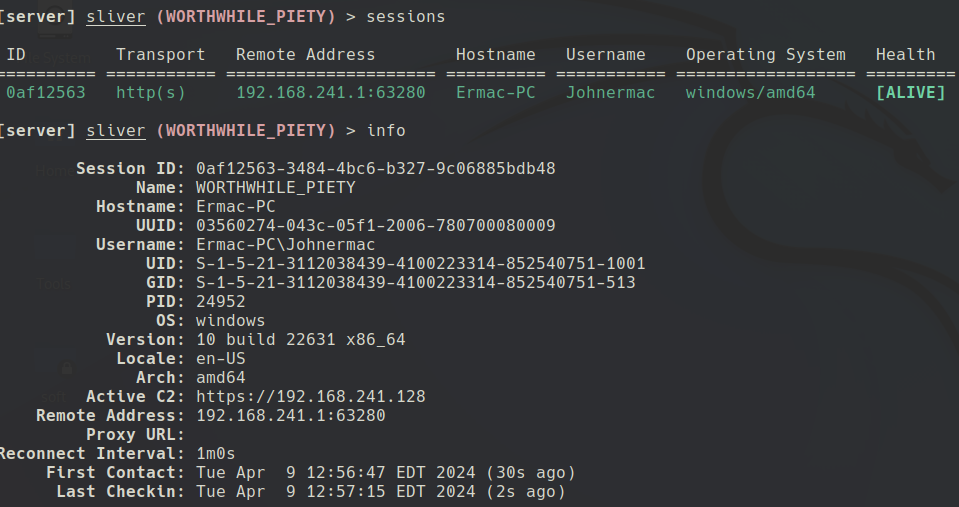 [server] sliver (WORTHWHILE_PIETY) > sessions
ID Transport Remote Address Hostname Username Operating System Health
========== =========== ===================== ========== =========== ================== =========
0af12563 http(s) 192.168.241.1:63280 Ermac-PC Johnermac windows/amd64 [ALIVE]
[server] sliver (WORTHWHILE_PIETY) > info
Session ID: 0af12563-3484-4bc6-b327-9c06885bdb48
Name: WORTHWHILE_PIETY
Hostname: Ermac-PC
UUID: 03560274-043c-05f1-2006-780700080009
Username: Ermac-PC\Johnermac
UID: S-1-5-21-3112038439-4100223314-852540751-1001
GID: S-1-5-21-3112038439-4100223314-852540751-513
PID: 24952
OS: windows
Version: 10 build 22631 x86_64
Locale: en-US
Arch: amd64
Active C2: https://192.168.241.128
Remote Address: 192.168.241.1:63280
Proxy URL:
Reconnect Interval: 1m0s
First Contact: Tue Apr 9 12:56:47 EDT 2024 (30s ago)
Last Checkin: Tue Apr 9 12:57:15 EDT 2024 (2s ago)